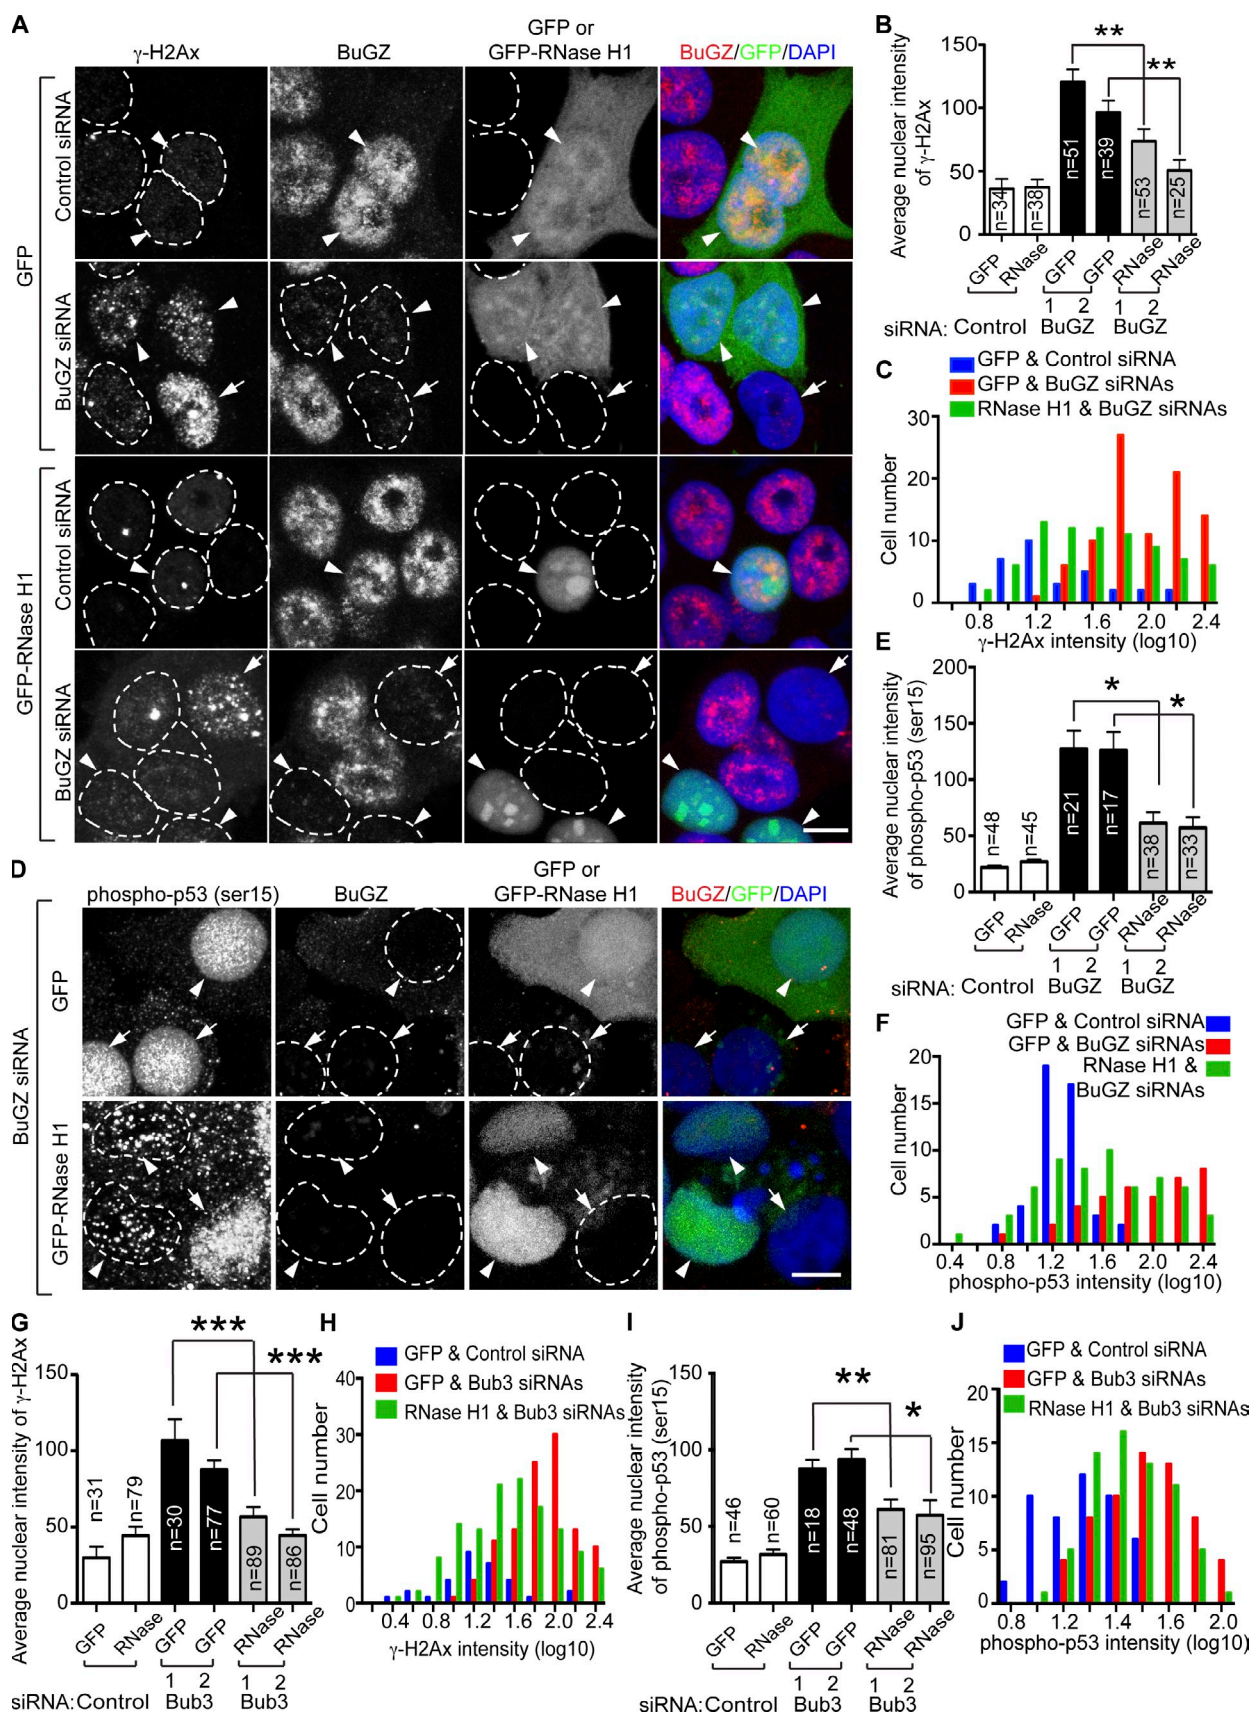 A
γ-H2Ax
BuGZ
GFP or
GFP-RNase H1
BuGZ/GFP/DAPI
GFP
Control siRNA
BuGZ siRNA
GFP-RNase H1
Control siRNA
BuGZ siRNA
B
Average nuclear intensity
of γ-H2Ax
150
100
50
0
n=34
n=38
n=51
n=39
n=53
n=25
**
**
GFP
RNase
GFP
GFP
RNase
RNase
1 2 1 2
siRNA: Control BuGZ BuGZ
C
GFP & Control siRNA
GFP & BuGZ siRNAs
RNase H1 & BuGZ siRNAs
Cell number
30
20
10
0
0.8 1.2 1.6 2.0 2.4
γ-H2Ax intensity (log10)
D
phospho-p53 (ser15)
BuGZ
GFP or
GFP-RNase H1
BuGZ/GFP/DAPI
BuGZ siRNA
GFP
GFP-RNase H1
E
Average nuclear intensity
of phospho-p53 (ser15)
200
150
100
50
0
n=48
n=45
n=21
n=17
n=38
n=33
*
*
GFP
RNase
GFP
GFP
RNase
RNase
1 2 1 2
siRNA: Control BuGZ BuGZ
F
GFP & Control siRNA
GFP & BuGZ siRNAs
RNase H1 &
BuGZ siRNAs
Cell number
20
15
10
5
0
0.4 0.8 1.2 1.6 2.0 2.4
phospho-p53 intensity (log10)
G
Average nuclear intensity of γ-H2Ax
150
100
50
0
n=31
n=79
n=30
n=77
n=89
n=86
***
***
GFP
RNase
GFP
GFP
RNase
RNase
1 2 1 2
siRNA: Control Bub3 Bub3
H
GFP & Control siRNA
GFP & Bub3 siRNAs
RNase H1 & Bub3 siRNAs
Cell number
40
30
20
10
0
0.4 0.8 1.2 1.6 2.0 2.4
γ-H2Ax intensity (log10)
I
Average nuclear intensity
of phospho-p53 (ser15)
150
100
50
0
n=46
n=60
n=18
n=48
n=81
n=95
**
*
GFP
RNase
GFP
GFP
RNase
RNase
1 2 1 2
siRNA: Control Bub3 Bub3
J
GFP & Control siRNA
GFP & Bub3 siRNAs
RNase H1 & Bub3 siRNAs
Cell number
20
15
10
5
0
0.8 1.2 1.4 1.6 2.0
phospho-p53 intensity (log10)